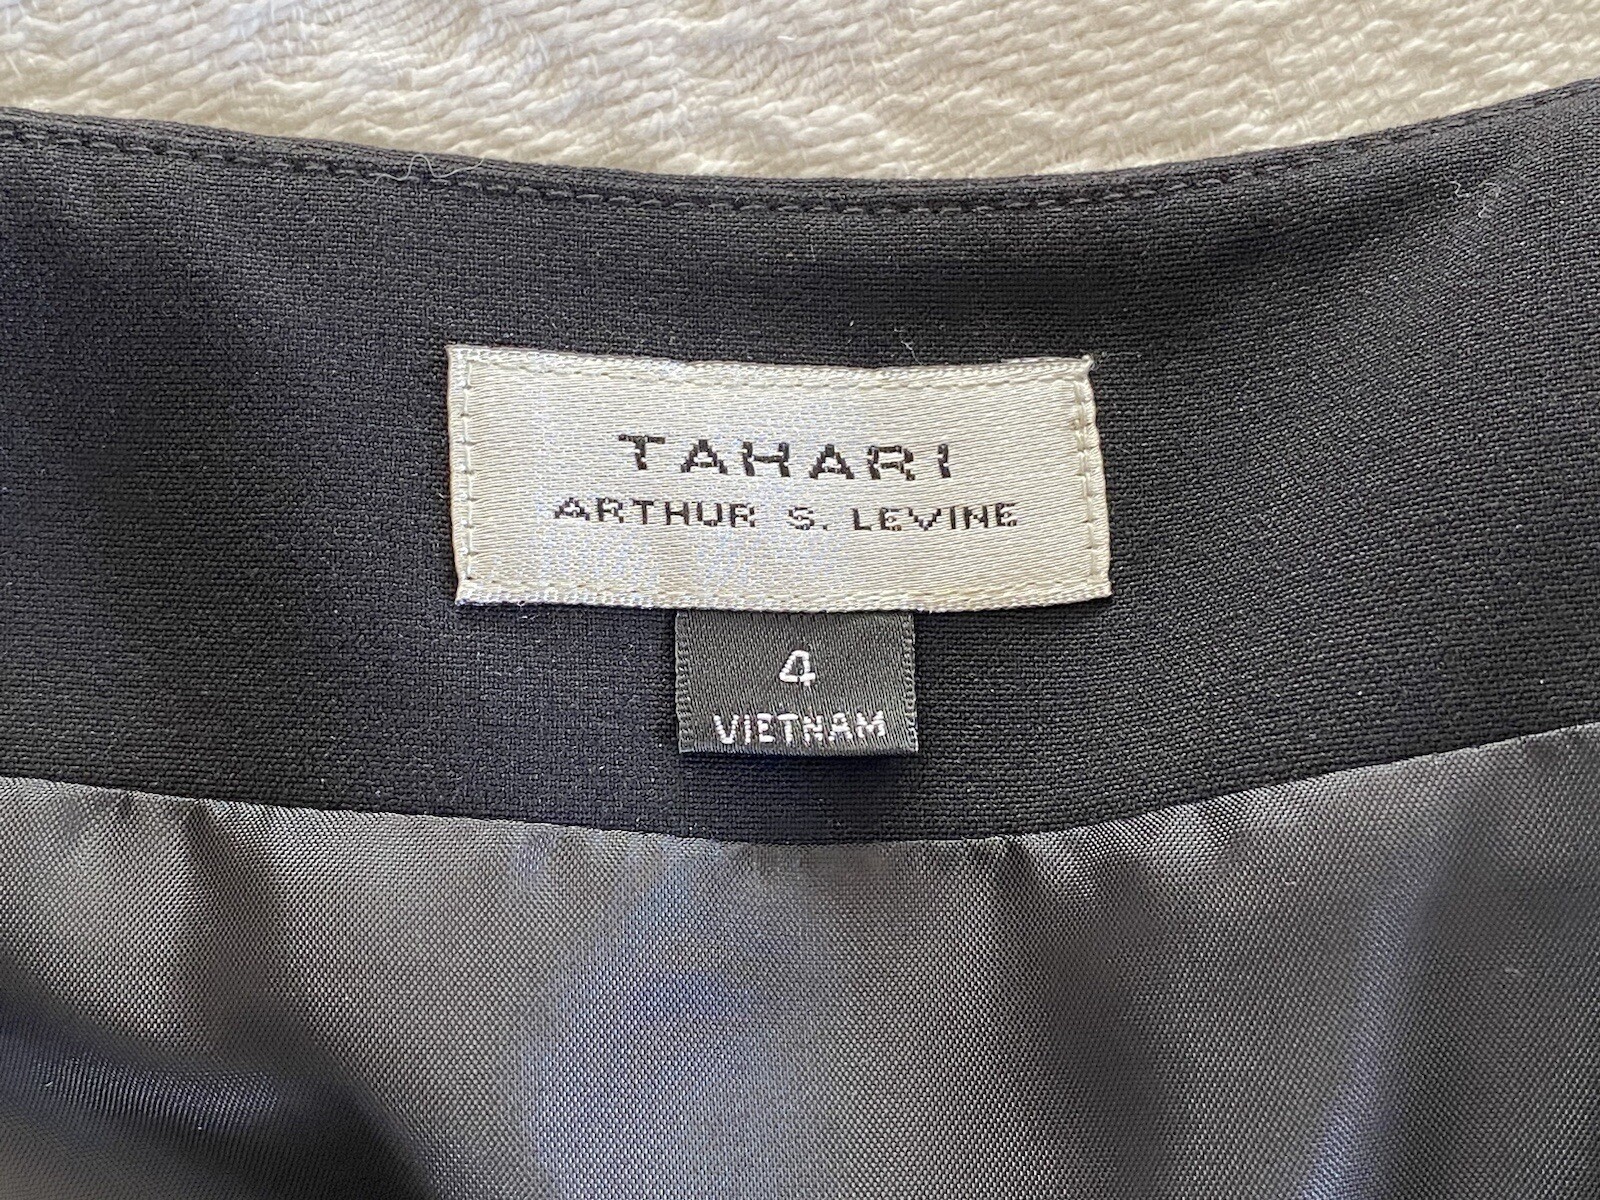 TAHARI
ARTHUR S. LEVINE
4
VIETNAM